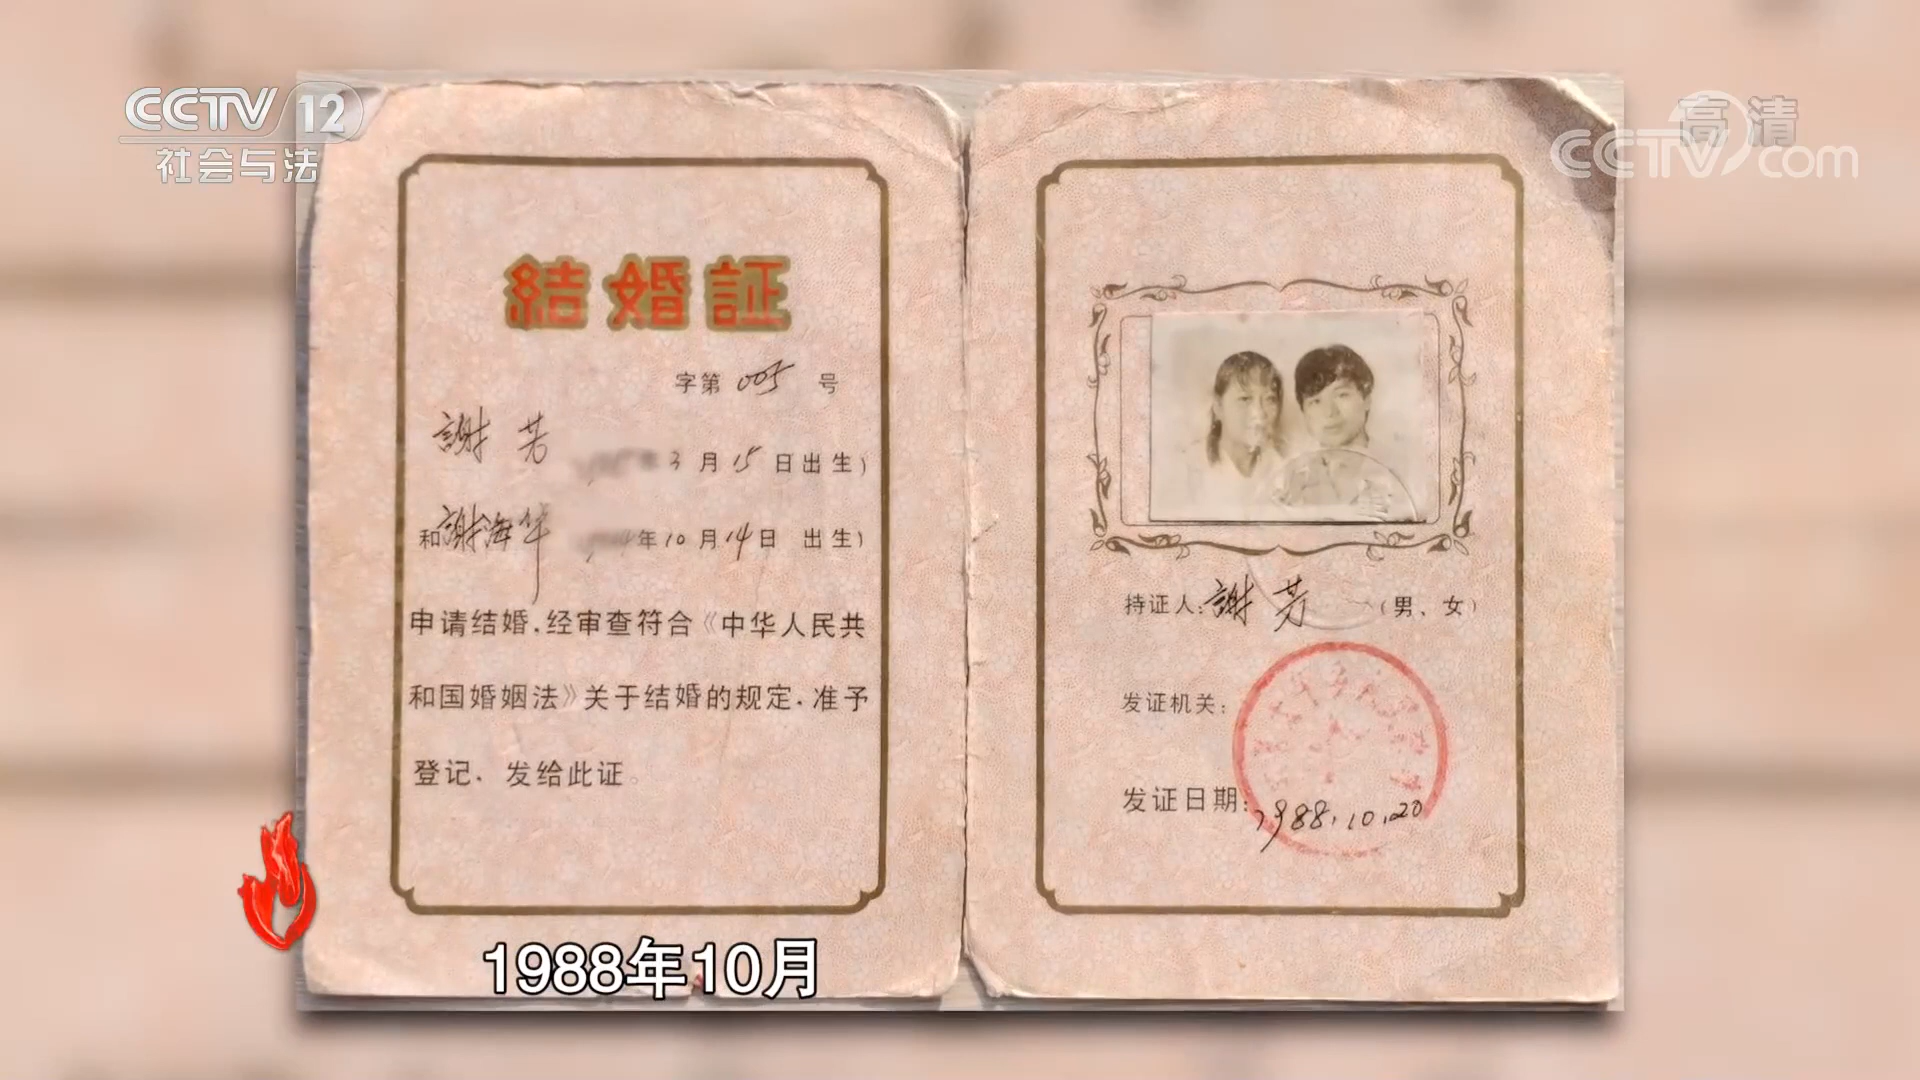 CCTV 12
社会与法
高清
CCTV.com
結婚証
字第 005 号
謝芳 3月15日出生)
和謝海华 年10月14日 出生)
申请结婚,经审查符合《中华人民共
和国婚姻法》关于结婚的规定.准予
登记.发给此证。
持证人:謝芳 (男、女)
发证机关:
发证日期:1988.10.20
1988年10月